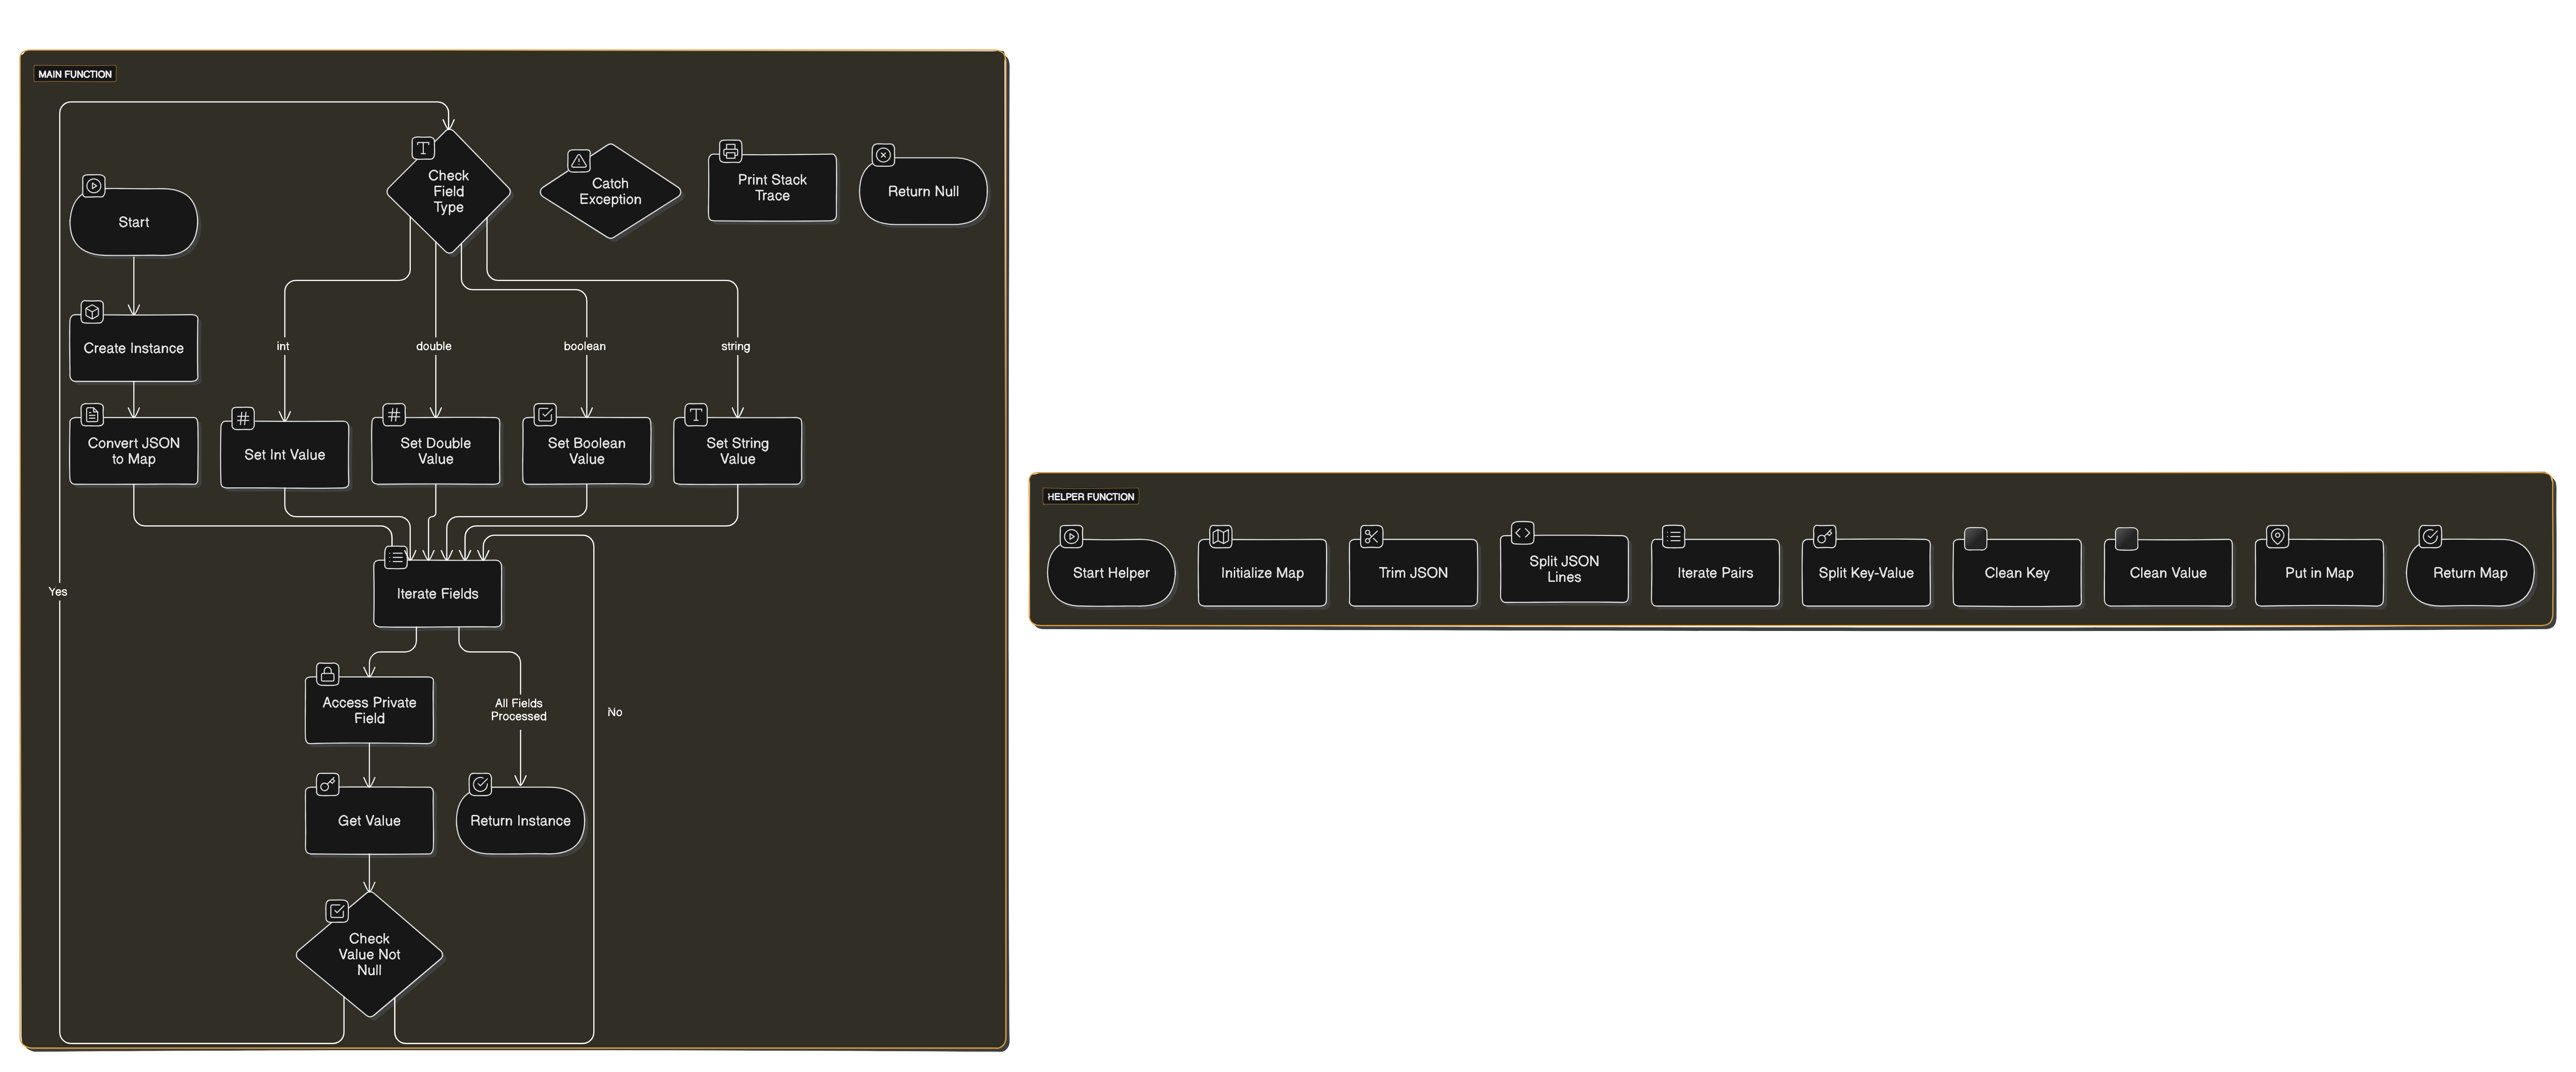 MAIN FUNCTION
Check
Field
Type
Catch
Exception
Print Stack
Trace
Return Null
Start
Create Instance
int
double
boolean
string
Convert JSON
to Map
Set Int Value
Set Double
Value
Set Boolean
Value
Set String
Value
Iterate Fields
Yes
Access Private
Field
All Fields
Processed
No
Get Value
Return Instance
Check
Value Not
Null
HELPER FUNCTION
Start Helper
Initialize Map
Trim JSON
Split JSON
Lines
Iterate Pairs
Split Key-Value
Clean Key
Clean Value
Put in Map
Return Map